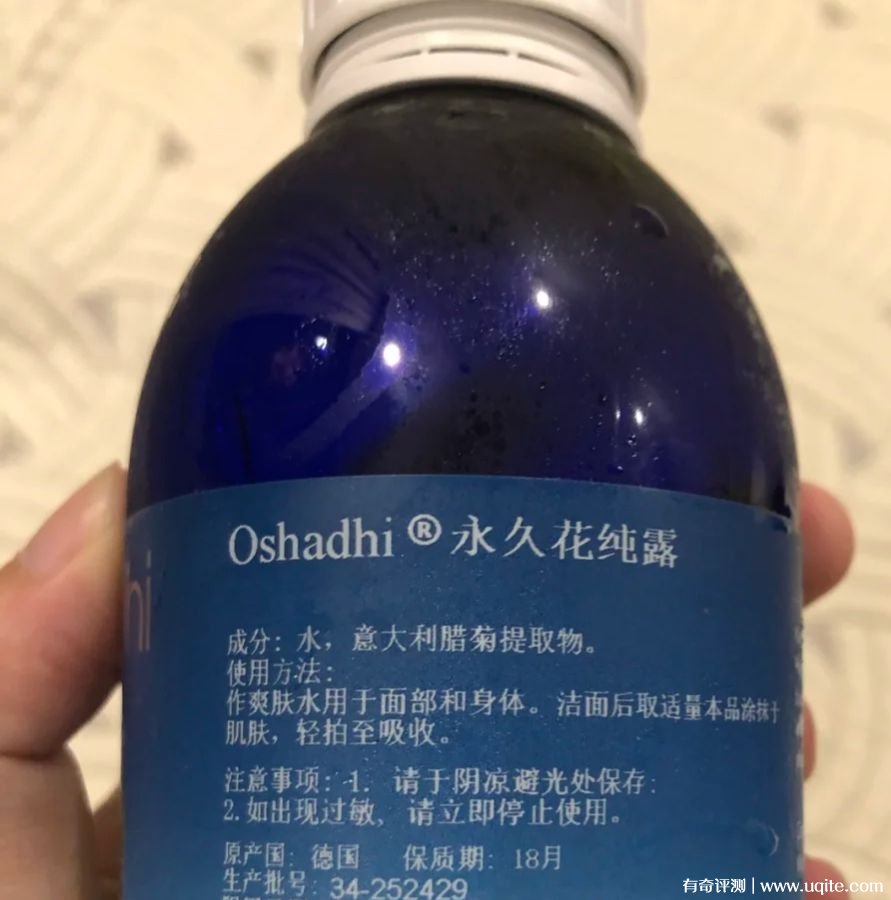 Oshadhi® 永久花纯露
hi
成分：水，意大利腊菊提取物。
使用方法：
作爽肤水用于面部和身体。洁面后取适量本品涂抹于
肌肤，轻拍至吸收。
注意事项：1. 请于阴凉避光处保存；
2.如出现过敏，请立即停止使用。
原产国：德国 保质期：18月
生产批号：34-252429
有奇评测 | www.uqite.com